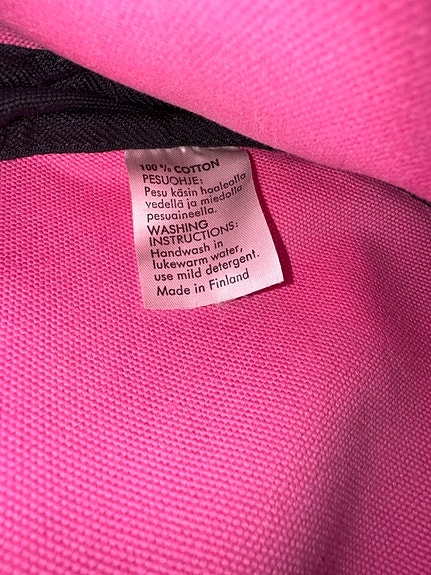 100 % COTTON
PESUOHJE:
Pesu käsin haalealla
vedellä ja miedolla
pesuaineella.
WASHING
INSTRUCTIONS:
Handwash in
lukewarm water,
use mild detergent.
Made in Finland